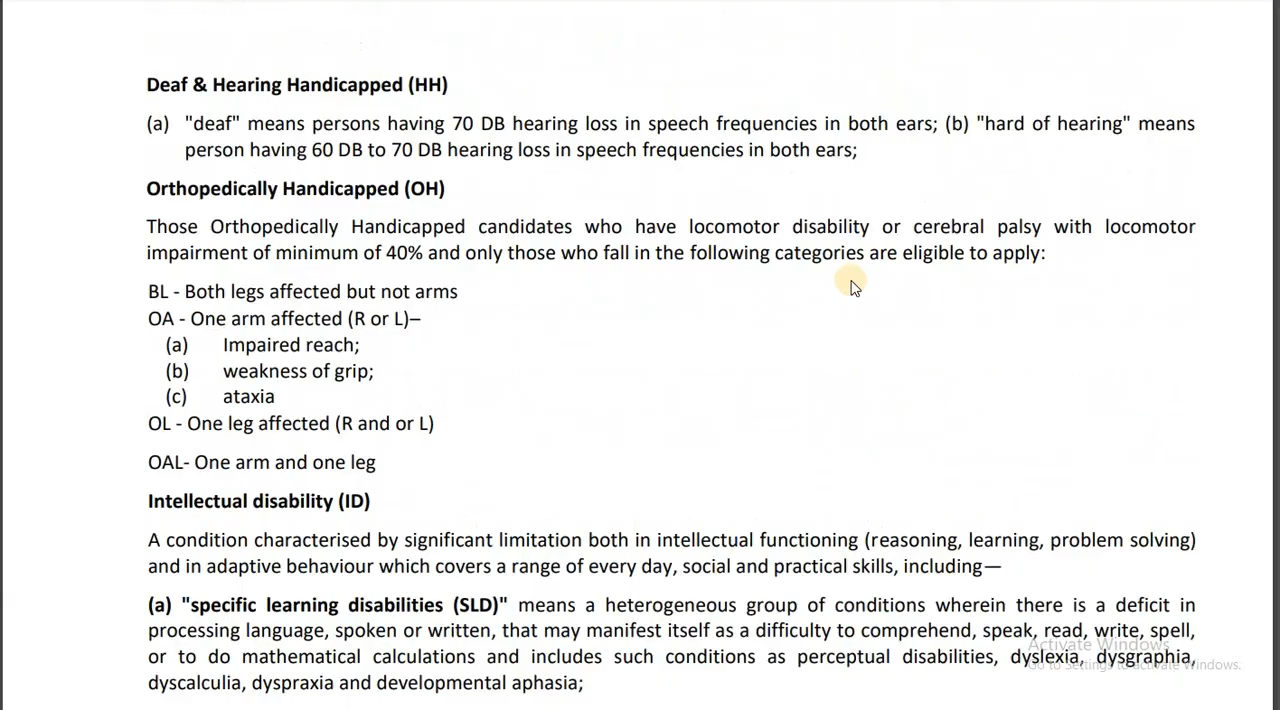 Deaf & Hearing Handicapped (HH)
(a) "deaf" means persons having 70 DB hearing loss in speech frequencies in both ears; (b) "hard of hearing" means
person having 60 DB to 70 DB hearing loss in speech frequencies in both ears;
Orthopedically Handicapped (OH)
Those Orthopedically Handicapped candidates who have locomotor disability or cerebral palsy with locomotor
impairment of minimum of 40% and only those who fall in the following categories are eligible to apply:
BL - Both legs affected but not arms
OA - One arm affected (R or L)–
(a) Impaired reach;
(b) weakness of grip;
(c) ataxia
OL - One leg affected (R and or L)
OAL- One arm and one leg
Intellectual disability (ID)
A condition characterised by significant limitation both in intellectual functioning (reasoning, learning, problem solving)
and in adaptive behaviour which covers a range of every day, social and practical skills, including—
(a) "specific learning disabilities (SLD)" means a heterogeneous group of conditions wherein there is a deficit in
processing language, spoken or written, that may manifest itself as a difficulty to comprehend, speak, read, write, spell,
or to do mathematical calculations and includes such conditions as perceptual disabilities, dyslexia, dysgraphia,
dyscalculia, dyspraxia and developmental aphasia;
Activate Windows
Go to Settings to activate Windows.